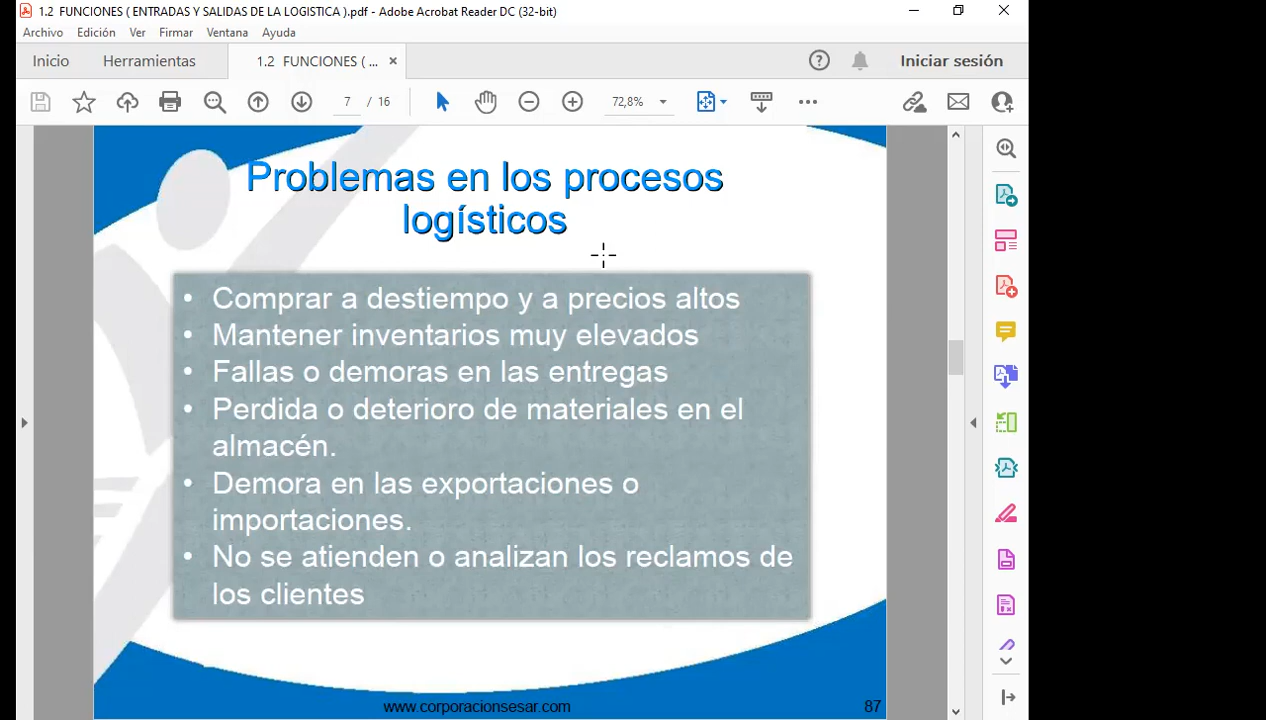 1.2 FUNCIONES ( ENTRADAS Y SALIDAS DE LA LOGISTICA ).pdf - Adobe Acrobat Reader DC (32-bit)
Archivo Edición Ver Firmar Ventana Ayuda
Inicio Herramientas 1.2 FUNCIONES ( ... × Iniciar sesión
7 / 16 72,8%
Problemas en los procesos
logísticos
• Comprar a destiempo y a precios altos
• Mantener inventarios muy elevados
• Fallas o demoras en las entregas
• Perdida o deterioro de materiales en el
almacén.
• Demora en las exportaciones o
importaciones.
• No se atienden o analizan los reclamos de
los clientes
www.corporacionsesar.com 87